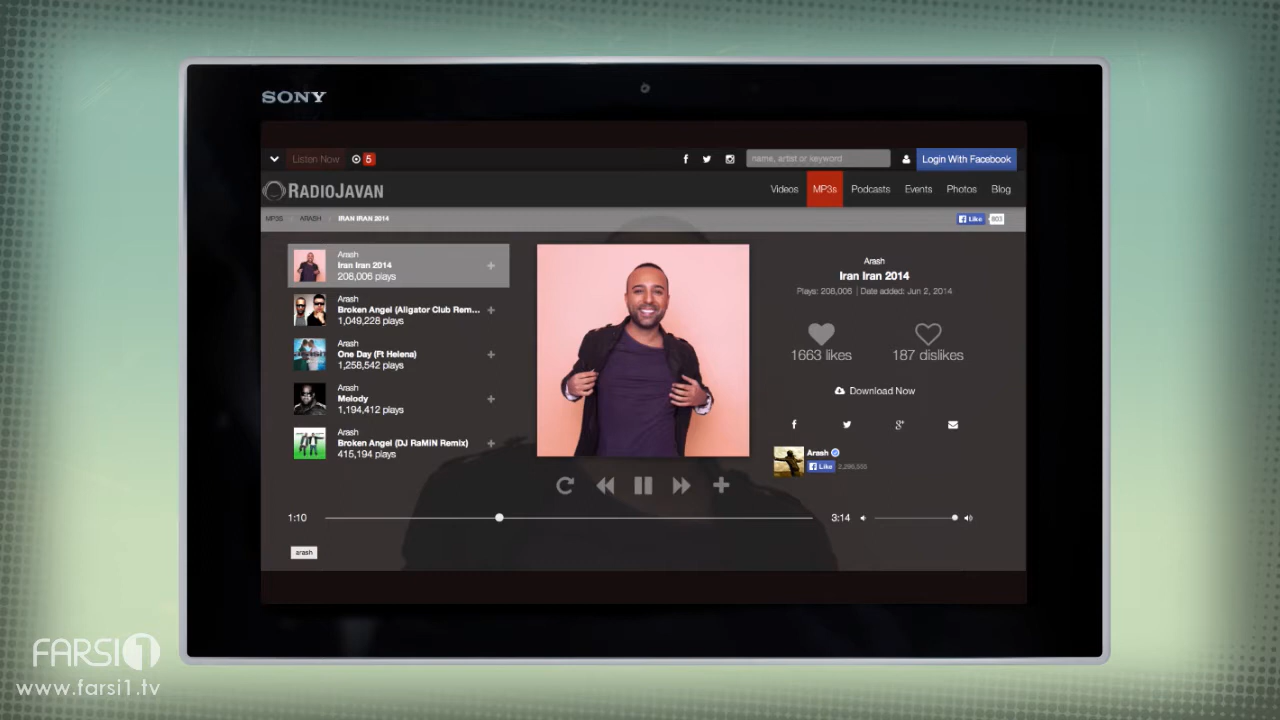 SONY
Listen Now
5
name, artist or keyword
Login With Facebook
RADIOJAVAN
Videos
MP3s
Podcasts
Events
Photos
Blog
MP3S
ARASH
IRAN IRAN 2014
Like
803
Arash
Iran Iran 2014
208,006 plays
Arash
Broken Angel (Aligator Club Rem...
1,049,228 plays
Arash
One Day (Ft Helena)
1,258,542 plays
Arash
Melody
1,194,412 plays
Arash
Broken Angel (DJ RaMiN Remix)
415,194 plays
Arash
Iran Iran 2014
Plays: 208,006 | Date added: Jun 2, 2014
1663 likes
187 dislikes
Download Now
Arash
Like
1:10
3:14
arash
FARSI1
www.farsi1.tv